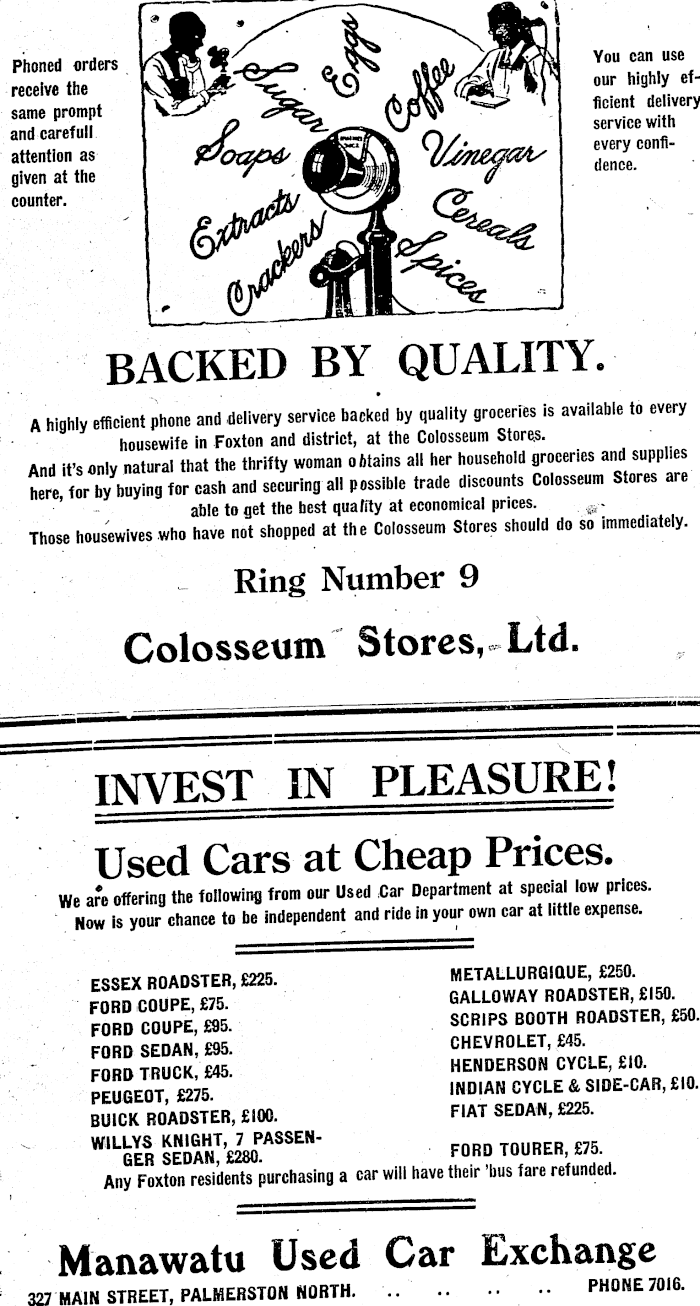 Phoned orders
receive the
same prompt
and carefull
attention as
given at the
counter.
Sugar
Eggs
Coffee
Soaps
Vinegar
Extracts
Cereals
Crackers
Spices
You can use
our highly ef-
ficient delivery
service with
every confi-
dence.
BACKED BY QUALITY.
A highly efficient phone and delivery service backed by quality groceries is available to every
housewife in Foxton and district, at the Colosseum Stores.
And it's only natural that the thrifty woman obtains all her household groceries and supplies
here, for by buying for cash and securing all possible trade discounts Colosseum Stores are
able to get the best quality at economical prices.
Those housewives who have not shopped at the Colosseum Stores should do so immediately.
Ring Number 9
Colosseum Stores, Ltd.
INVEST IN PLEASURE!
Used Cars at Cheap Prices.
We are offering the following from our Used Car Department at special low prices.
Now is your chance to be independent and ride in your own car at little expense.
ESSEX ROADSTER, £225.
FORD COUPE, £75.
FORD COUPE, £95.
FORD SEDAN, £95.
FORD TRUCK, £45.
PEUGEOT, £275.
BUICK ROADSTER, £100.
WILLYS KNIGHT, 7 PASSEN-
GER SEDAN, £280.
METALLURGIQUE, £250.
GALLOWAY ROADSTER, £150.
SCRIPS BOOTH ROADSTER, £50.
CHEVROLET, £45.
HENDERSON CYCLE, £10.
INDIAN CYCLE & SIDE-CAR, £10.
FIAT SEDAN, £225.
FORD TOURER, £75.
Any Foxton residents purchasing a car will have their 'bus fare refunded.
Manawatu Used Car Exchange
327 MAIN STREET, PALMERSTON NORTH. .. .. .. .. PHONE 7016.